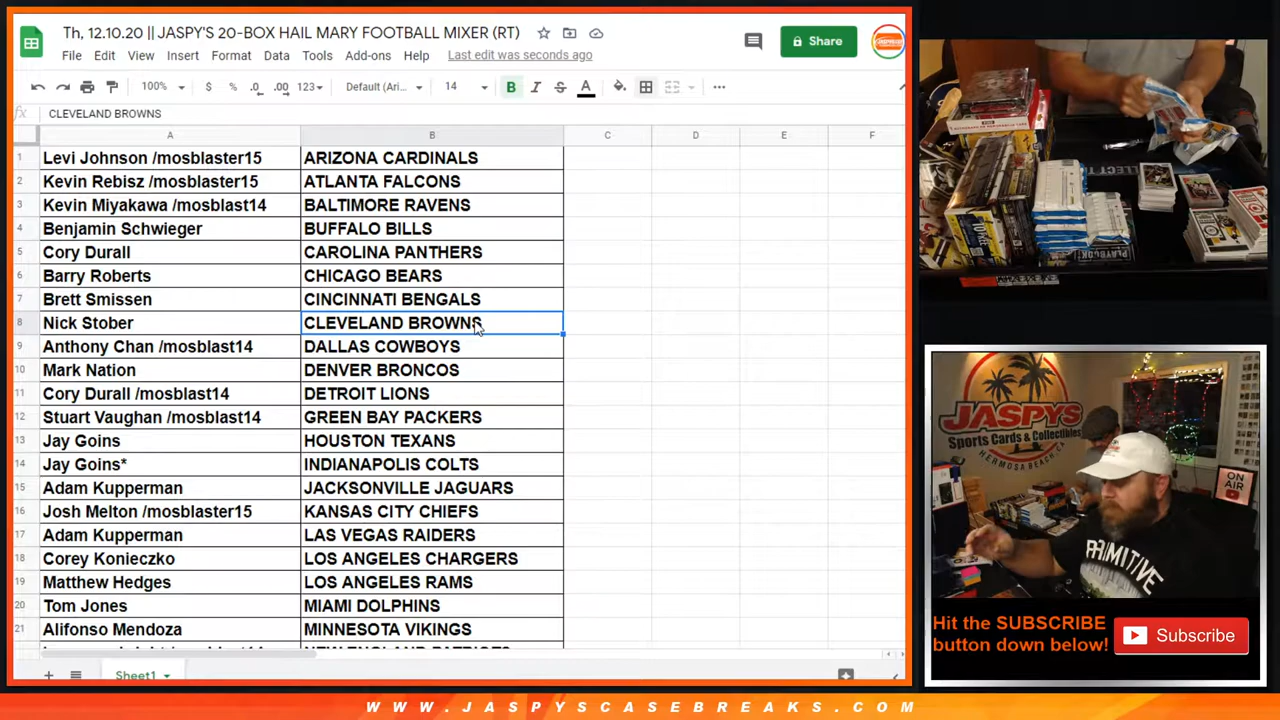 Th, 12.10.20 || JASPY'S 20-BOX HAIL MARY FOOTBALL MIXER (RT)
Share
File Edit View Insert Format Data Tools Add-ons Help Last edit was seconds ago
100% $ % .0 .00 123 Default (Ari... 14 B I S A
fx CLEVELAND BROWNS
A B C D E F
1 Levi Johnson /mosblaster15 ARIZONA CARDINALS
2 Kevin Rebisz /mosblaster15 ATLANTA FALCONS
3 Kevin Miyakawa /mosblast14 BALTIMORE RAVENS
4 Benjamin Schwieger BUFFALO BILLS
5 Cory Durall CAROLINA PANTHERS
6 Barry Roberts CHICAGO BEARS
7 Brett Smissen CINCINNATI BENGALS
8 Nick Stober CLEVELAND BROWNS
9 Anthony Chan /mosblast14 DALLAS COWBOYS
10 Mark Nation DENVER BRONCOS
11 Cory Durall /mosblast14 DETROIT LIONS
12 Stuart Vaughan /mosblast14 GREEN BAY PACKERS
13 Jay Goins HOUSTON TEXANS
14 Jay Goins* INDIANAPOLIS COLTS
15 Adam Kupperman JACKSONVILLE JAGUARS
16 Josh Melton /mosblaster15 KANSAS CITY CHIEFS
17 Adam Kupperman LAS VEGAS RAIDERS
18 Corey Konieczko LOS ANGELES CHARGERS
19 Matthew Hedges LOS ANGELES RAMS
20 Tom Jones MIAMI DOLPHINS
21 Alifonso Mendoza MINNESOTA VIKINGS
NEW ENGLAND PATRIOTS
Sheet1
JASPYS
Sports Cards & Collectibles
HERMOSA BEACH, CA
ON
AIR
PRIMITIVE
Hit the SUBSCRIBE
button down below!
Subscribe
WWW.JASPYSCASEBREAKS.COM